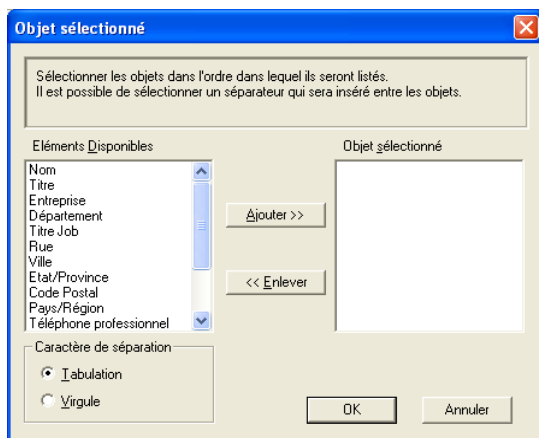 Objet sélectionné
Sélectionner les objets dans l'ordre dans lequel ils seront listés.
Il est possible de sélectionner un séparateur qui sera inséré entre les objets.
Eléments Disponibles
Objet sélectionné
Nom
Titre
Entreprise
Département
Titre Job
Rue
Ville
Etat/Province
Code Postal
Pays/Région
Téléphone professionnel
Ajouter >>
<< Enlever
Caractère de séparation
Tabulation
Virgule
OK
Annuler